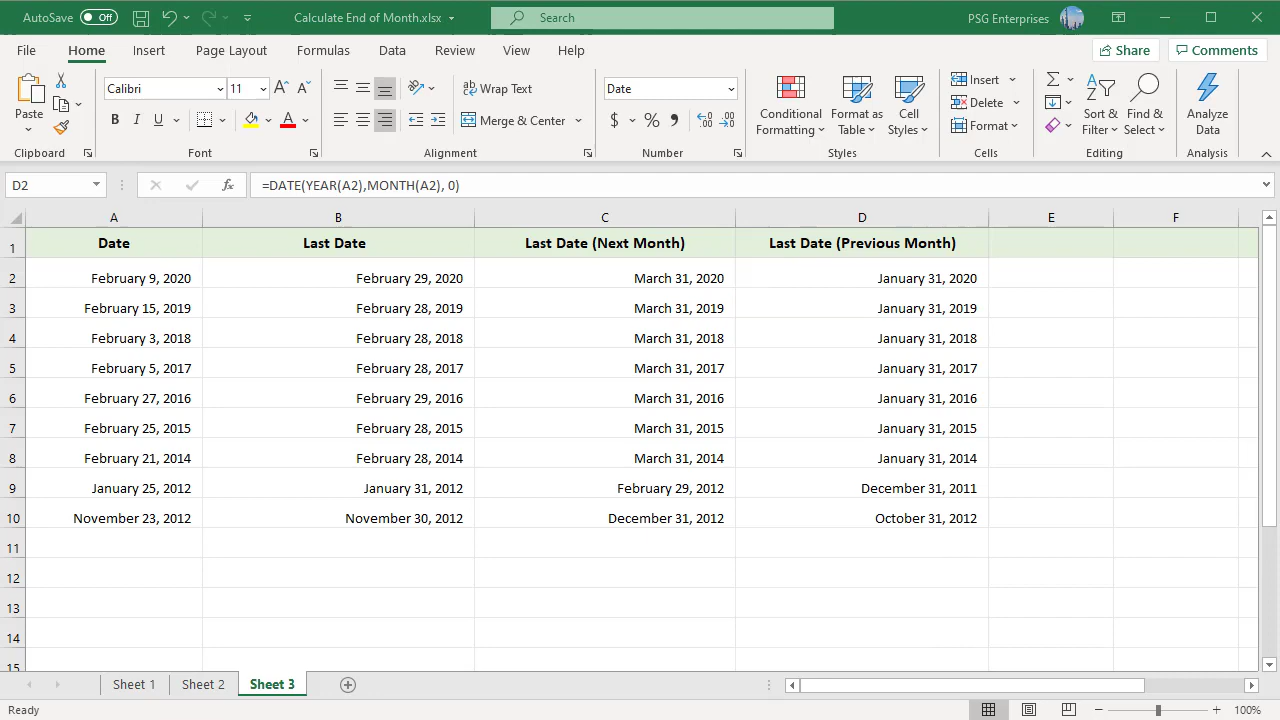 AutoSave Off Calculate End of Month.xlsx Search PSG Enterprises
File Home Insert Page Layout Formulas Data Review View Help Share Comments
Paste
Clipboard
Calibri 11
B I U A
Font
ab Wrap Text
Merge & Center
Alignment
Date
$ % 9
Number
Conditional Formatting
Format as Table
Cell Styles
Styles
Insert
Delete
Format
Cells
Sort & Filter
Find & Select
Editing
Analyze Data
Analysis
D2 fx =DATE(YEAR(A2),MONTH(A2), 0)
A B C D E F
1 Date Last Date Last Date (Next Month) Last Date (Previous Month)
2 February 9, 2020 February 29, 2020 March 31, 2020 January 31, 2020
3 February 15, 2019 February 28, 2019 March 31, 2019 January 31, 2019
4 February 3, 2018 February 28, 2018 March 31, 2018 January 31, 2018
5 February 5, 2017 February 28, 2017 March 31, 2017 January 31, 2017
6 February 27, 2016 February 29, 2016 March 31, 2016 January 31, 2016
7 February 25, 2015 February 28, 2015 March 31, 2015 January 31, 2015
8 February 21, 2014 February 28, 2014 March 31, 2014 January 31, 2014
9 January 25, 2012 January 31, 2012 February 29, 2012 December 31, 2011
10 November 23, 2012 November 30, 2012 December 31, 2012 October 31, 2012
11
12
13
14
15
Sheet 1 Sheet 2 Sheet 3
Ready 100%